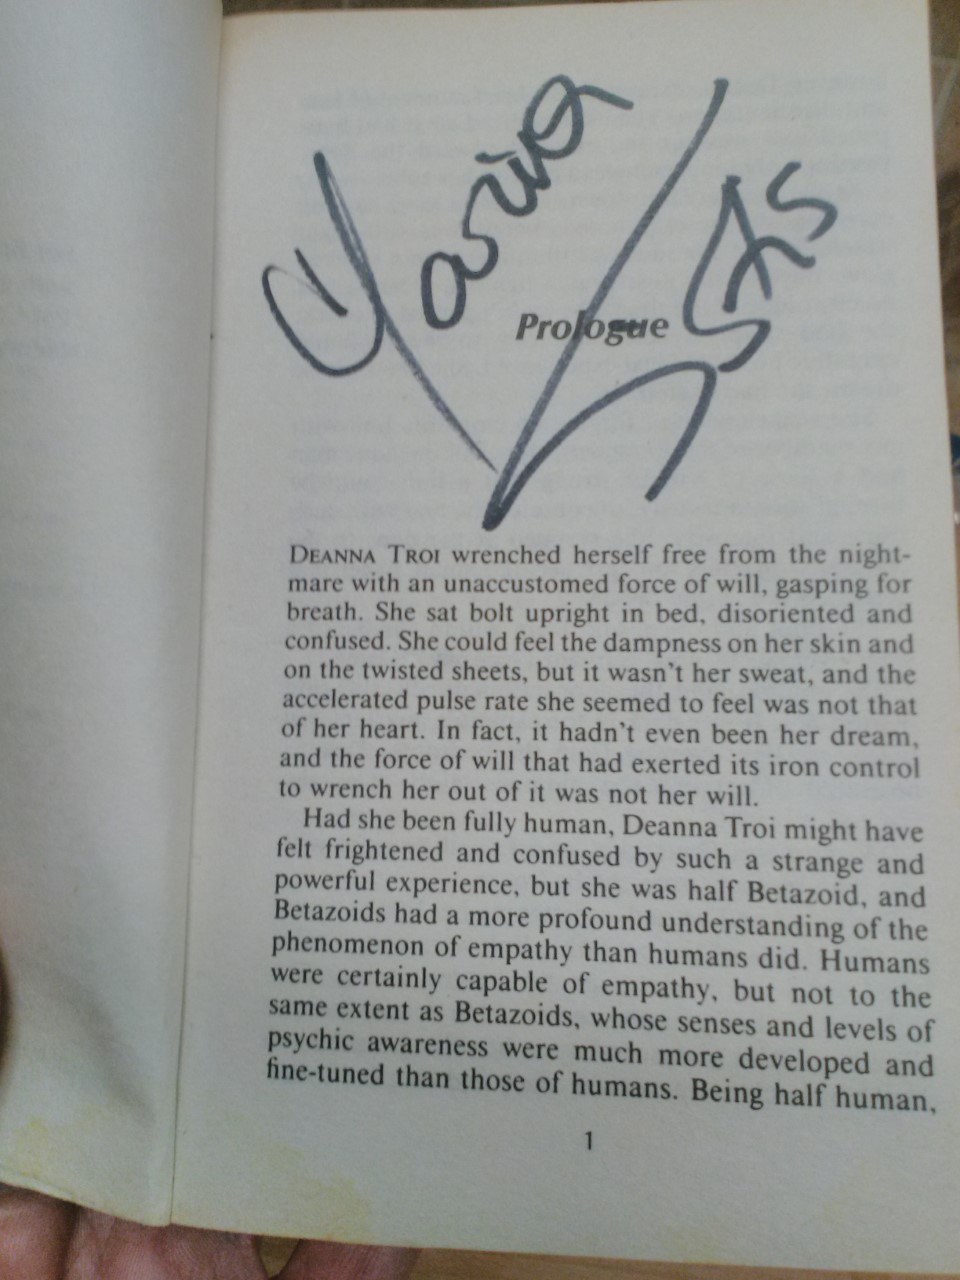 Prologue
DEANNA TROI wrenched herself free from the night-
mare with an unaccustomed force of will, gasping for
breath. She sat bolt upright in bed, disoriented and
confused. She could feel the dampness on her skin and
on the twisted sheets, but it wasn't her sweat, and the
accelerated pulse rate she seemed to feel was not that
of her heart. In fact, it hadn't even been her dream,
and the force of will that had exerted its iron control
to wrench her out of it was not her will.
Had she been fully human, Deanna Troi might have
felt frightened and confused by such a strange and
powerful experience, but she was half Betazoid, and
Betazoids had a more profound understanding of the
phenomenon of empathy than humans did. Humans
were certainly capable of empathy, but not to the
same extent as Betazoids, whose senses and levels of
psychic awareness were much more developed and
fine-tuned than those of humans. Being half human,
1